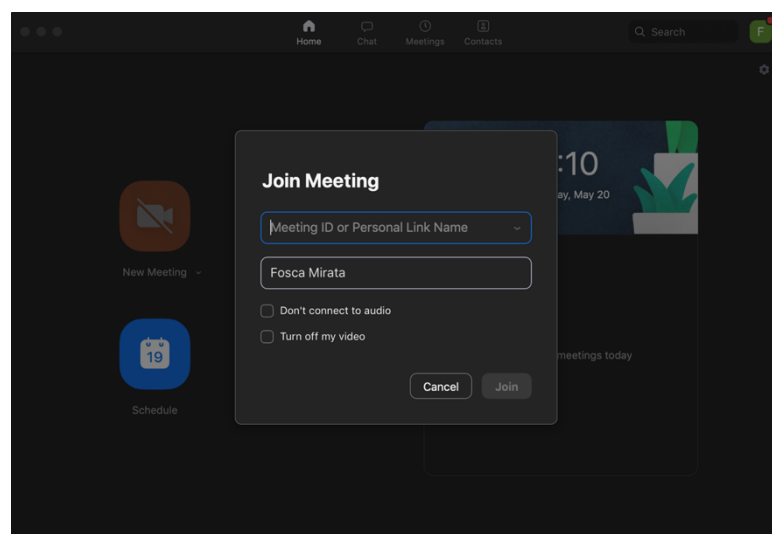 Home Chat Meetings Contacts
Search
F
:10
ay, May 20
Join Meeting
Meeting ID or Personal Link Name
Fosca Mirata
Don't connect to audio
Turn off my video
Cancel Join
New Meeting
19
Schedule
meetings today